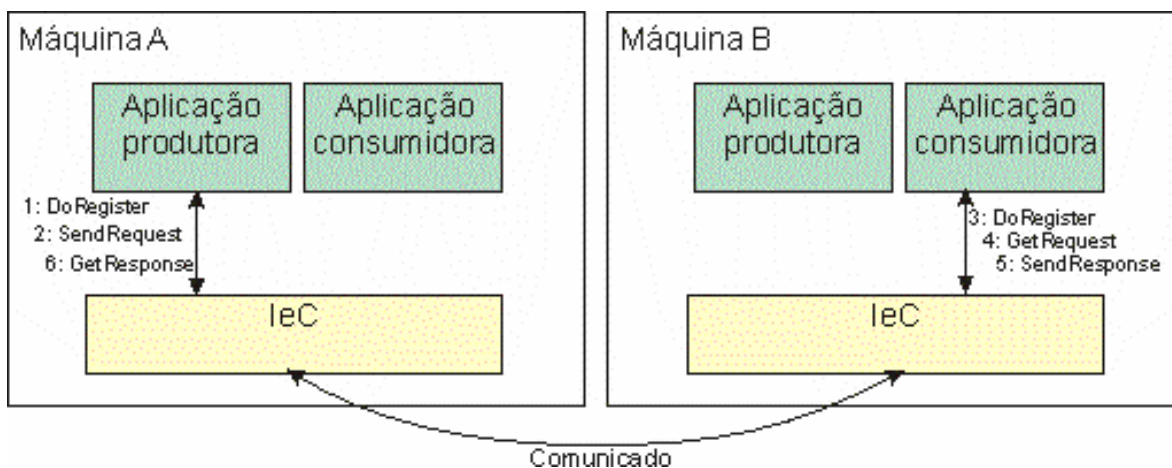 Máquina A
Aplicação
produtora
Aplicação
consumidora
1: DoRegister
2: SendRequest
6: GetResponse
IeC
Máquina B
Aplicação
produtora
Aplicação
consumidora
3: DoRegister
4: GetRequest
5: SendResponse
IeC
Comunicado